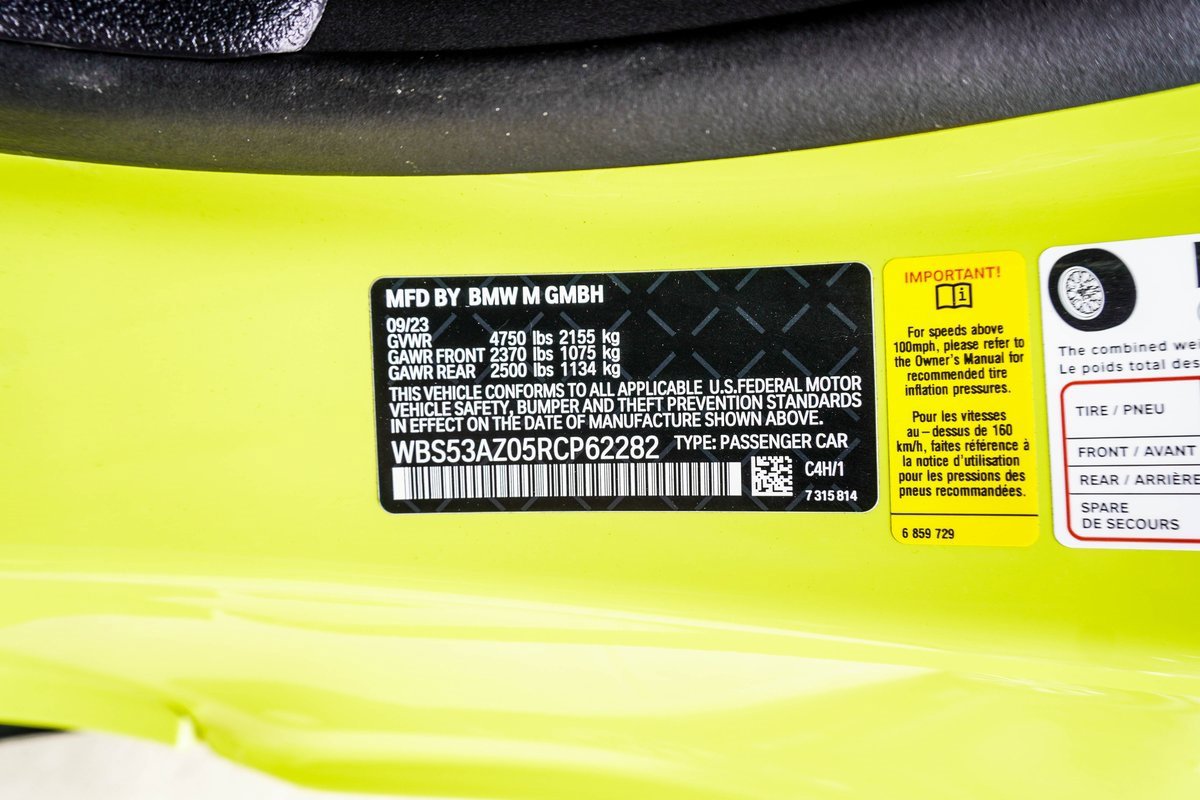 MFD BY BMW M GMBH
09/23
GVWR 4750 lbs 2155 kg
GAWR FRONT 2370 lbs 1075 kg
GAWR REAR 2500 lbs 1134 kg
THIS VEHICLE CONFORMS TO ALL APPLICABLE U.S.FEDERAL MOTOR
VEHICLE SAFETY, BUMPER AND THEFT PREVENTION STANDARDS
IN EFFECT ON THE DATE OF MANUFACTURE SHOWN ABOVE.
WBS53AZ05RCP62282 TYPE: PASSENGER CAR
C4H/1
7 315 814
IMPORTANT!
For speeds above
100mph, please refer to
the Owner's Manual for
recommended tire
inflation pressures.
Pour les vitesses
au-dessus de 160
km/h, faites référence à
la notice d'utilisation
pour les pressions des
pneus recommandées.
6 859 729
The combined
Le poids total
TIRE / PNEU
FRONT / AVANT
REAR / ARRIÈRE
SPARE
DE SECOURS